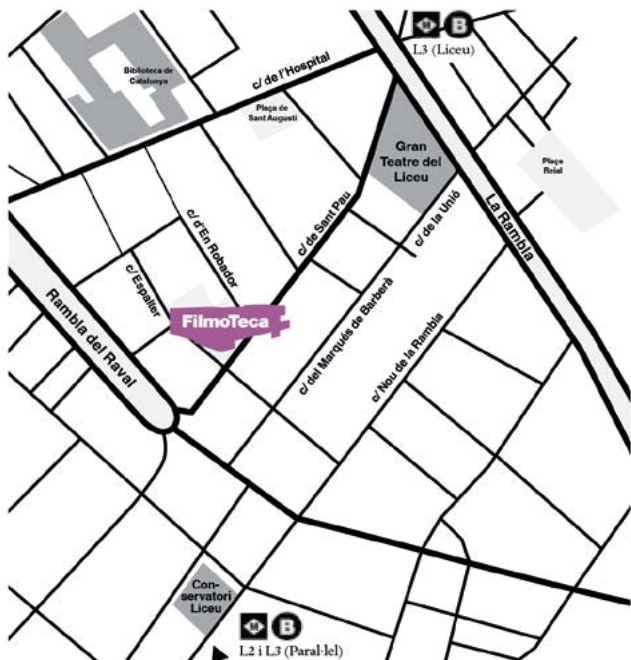 M B
L3 (Liceu)
Biblioteca de
Catalunya
c/ de l'Hospital
Plaça de
Sant Augustí
Gran
Teatre del
Liceu
Plaça
Reial
La Rambla
c/ de Sant Pau
c/ de la Unió
c/ d'En Robador
c/ Espalter
Rambla del Raval
FilmoTeca
c/ del Marqués de Barberà
c/ Nou de la Rambla
Con-
servatori
Liceu
M B
L2 i L3 (Paral·lel)